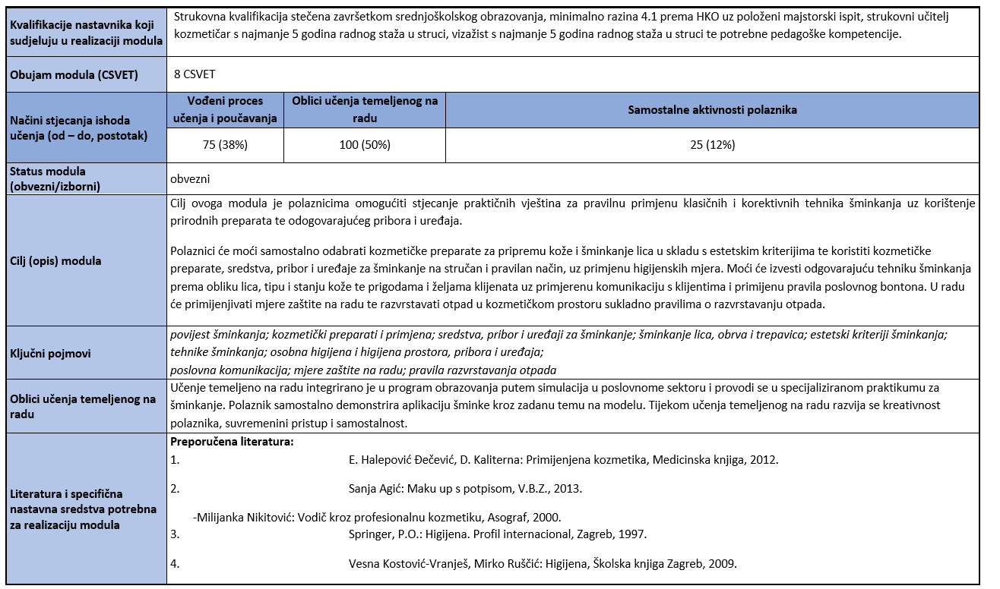 Kvalifikacije nastavnika koji
sudjeluju u realizaciji modula
Strukovna kvalifikacija stečena završetkom srednjoškolskog obrazovanja, minimalno razina 4.1 prema HKO uz položeni majstorski ispit, strukovni učitelj
kozmetičar s najmanje 5 godina radnog staža u struci, vizažist s najmanje 5 godina radnog staža u struci te potrebne pedagoške kompetencije.
Obujam modula (CSVET)
8 CSVET
Načini stjecanja ishoda
učenja (od – do, postotak)
Vođeni proces
učenja i poučavanja
Oblici učenja temeljenog na
radu
Samostalne aktivnosti polaznika
75 (38%)
100 (50%)
25 (12%)
Status modula
(obvezni/izborni)
obvezni
Cilj (opis) modula
Cilj ovoga modula je polaznicima omogućiti stjecanje praktičnih vještina za pravilnu primjenu klasičnih i korektivnih tehnika šminkanja uz korištenje
prirodnih preparata te odogovarajućeg pribora i uređaja.
Polaznici će moći samostalno odabrati kozmetičke preparate za pripremu kože i šminkanje lica u skladu s estetskim kriterijima te koristiti kozmetičke
preparate, sredstva, pribor i uređaje za šminkanje na stručan i pravilan način, uz primjenu higijenskih mjera. Moći će izvesti odgovarajuću tehniku šminkanja
prema obliku lica, tipu i stanju kože te prigodama i željama klijenata uz primjerenu komunikaciju s klijentima i primijenu pravila poslovnog bontona. U radu
će primijenjivati mjere zaštite na radu te razvrstavati otpad u kozmetičkom prostoru sukladno pravilima o razvrstavanju otpada.
Ključni pojmovi
povijest šminkanja; kozmetički preparati i primjena; sredstva, pribor i uređaji za šminkanje; šminkanje lica, obrva i trepavica; estetski kriteriji šminkanja;
tehnike šminkanja; osobna higijena i higijena prostora, pribora i uređaja;
poslovna komunikacija; mjere zaštite na radu; pravila razvrstavanja otpada
Oblici učenja temeljenog na
radu
Učenje temeljeno na radu integrirano je u program obrazovanja putem simulacija u poslovnome sektoru i provodi se u specijaliziranom praktikumu za
šminkanje. Polaznik samostalno demonstrira aplikaciju šminke kroz zadanu temu na modelu. Tijekom učenja temeljenog na radu razvija se kreativnost
polaznika, suvremenini pristup i samostalnost.
Literatura i specifična
nastavna sredstva potrebna
za realizaciju modula
Preporučena literatura:
1. E. Halepović Đečević, D. Kaliterna: Primijenjena kozmetika, Medicinska knjiga, 2012.
2. Sanja Agić: Maku up s potpisom, V.B.Z., 2013.
-Milijanka Nikitović: Vodič kroz profesionalnu kozmetiku, Asograf, 2000.
3. Springer, P.O.: Higijena. Profil internacional, Zagreb, 1997.
4. Vesna Kostović-Vranješ, Mirko Ruščić: Higijena, Školska knjiga Zagreb, 2009.